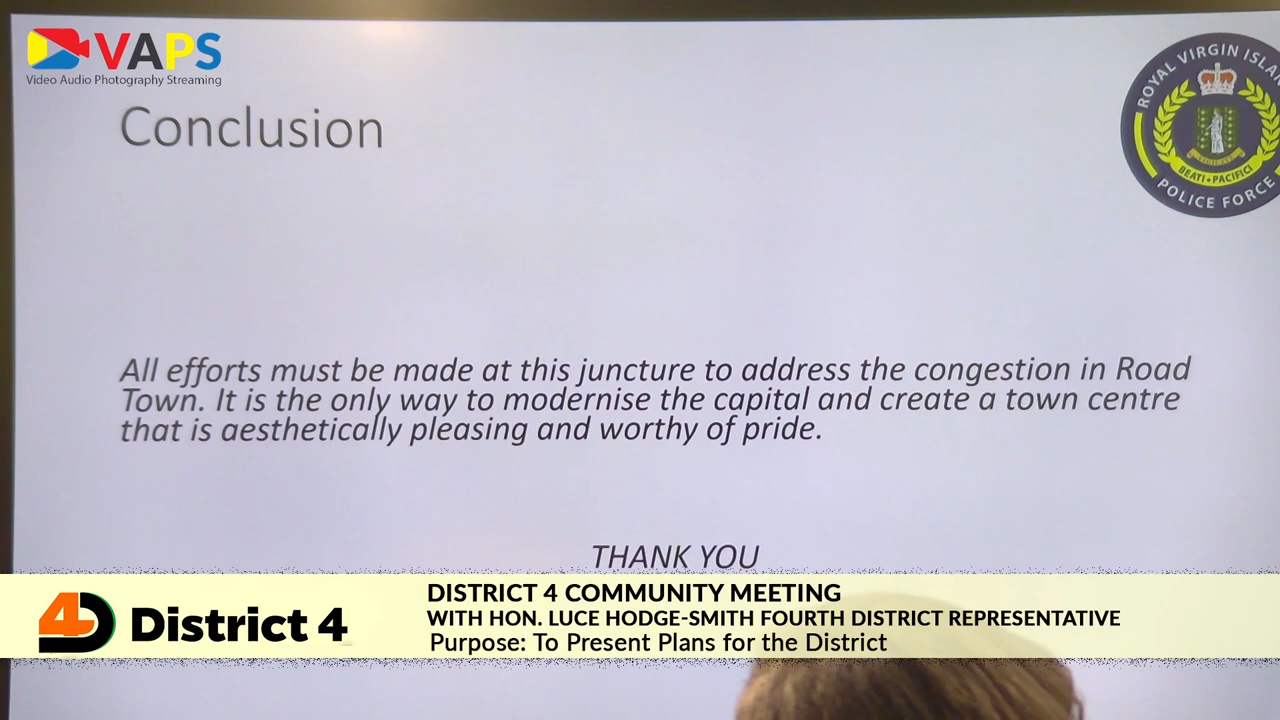 VAPS
Video Audio Photography Streaming
ROYAL VIRGIN ISLAN
BEATI • PACIFICI
POLICE FORCE
Conclusion
All efforts must be made at this juncture to address the congestion in Road
Town. It is the only way to modernise the capital and create a town centre
that is aesthetically pleasing and worthy of pride.
THANK YOU
4D District 4
DISTRICT 4 COMMUNITY MEETING
WITH HON. LUCE HODGE-SMITH FOURTH DISTRICT REPRESENTATIVE
Purpose: To Present Plans for the District